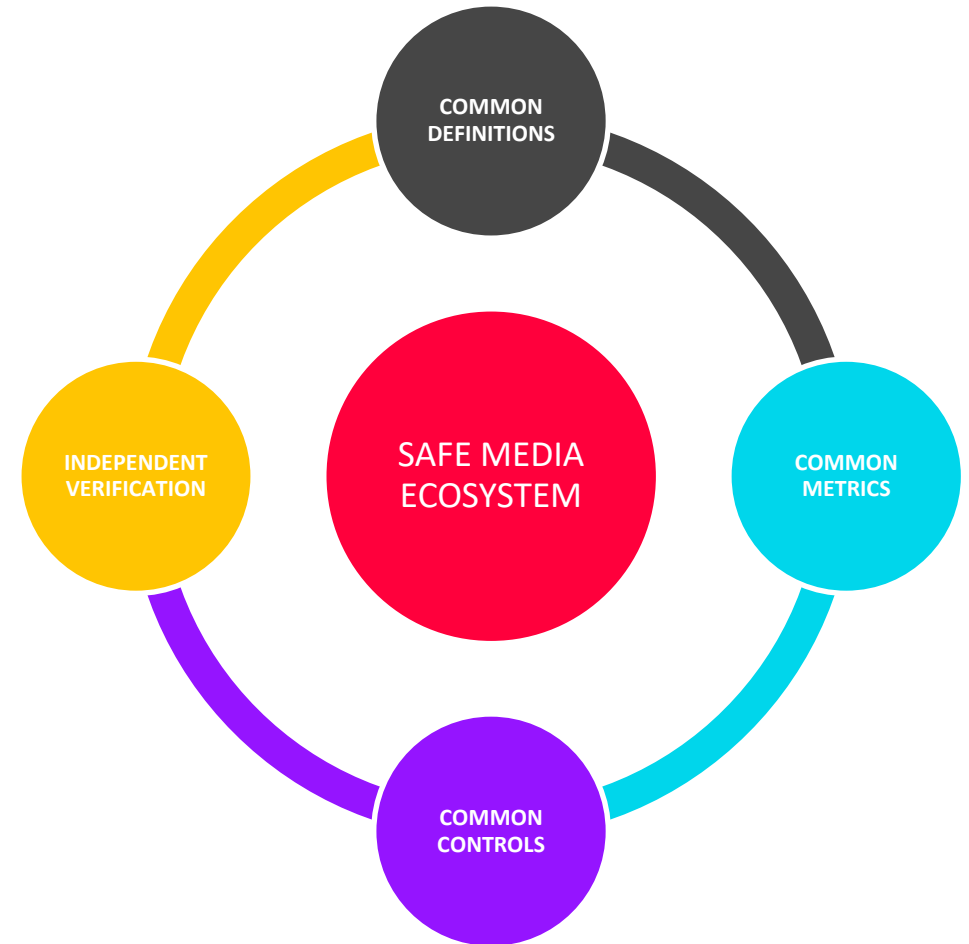 COMMON
DEFINITIONS
INDEPENDENT
VERIFICATION
SAFE MEDIA
ECOSYSTEM
COMMON
METRICS
COMMON
CONTROLS